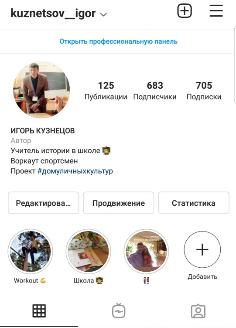 kuznetsov__igor
Открыть профессиональную панель
125 683 705
Публикации Подписчики Подписки
ИГОРЬ КУЗНЕЦОВ
Автор
Учитель истории в школе 👨‍🏫
Воркаут спортсмен
Проект #домуличныхкультур
Редактирова... Продвижение Статистика
Workout 💪 Школа 👨‍🏫 👯 Добавить